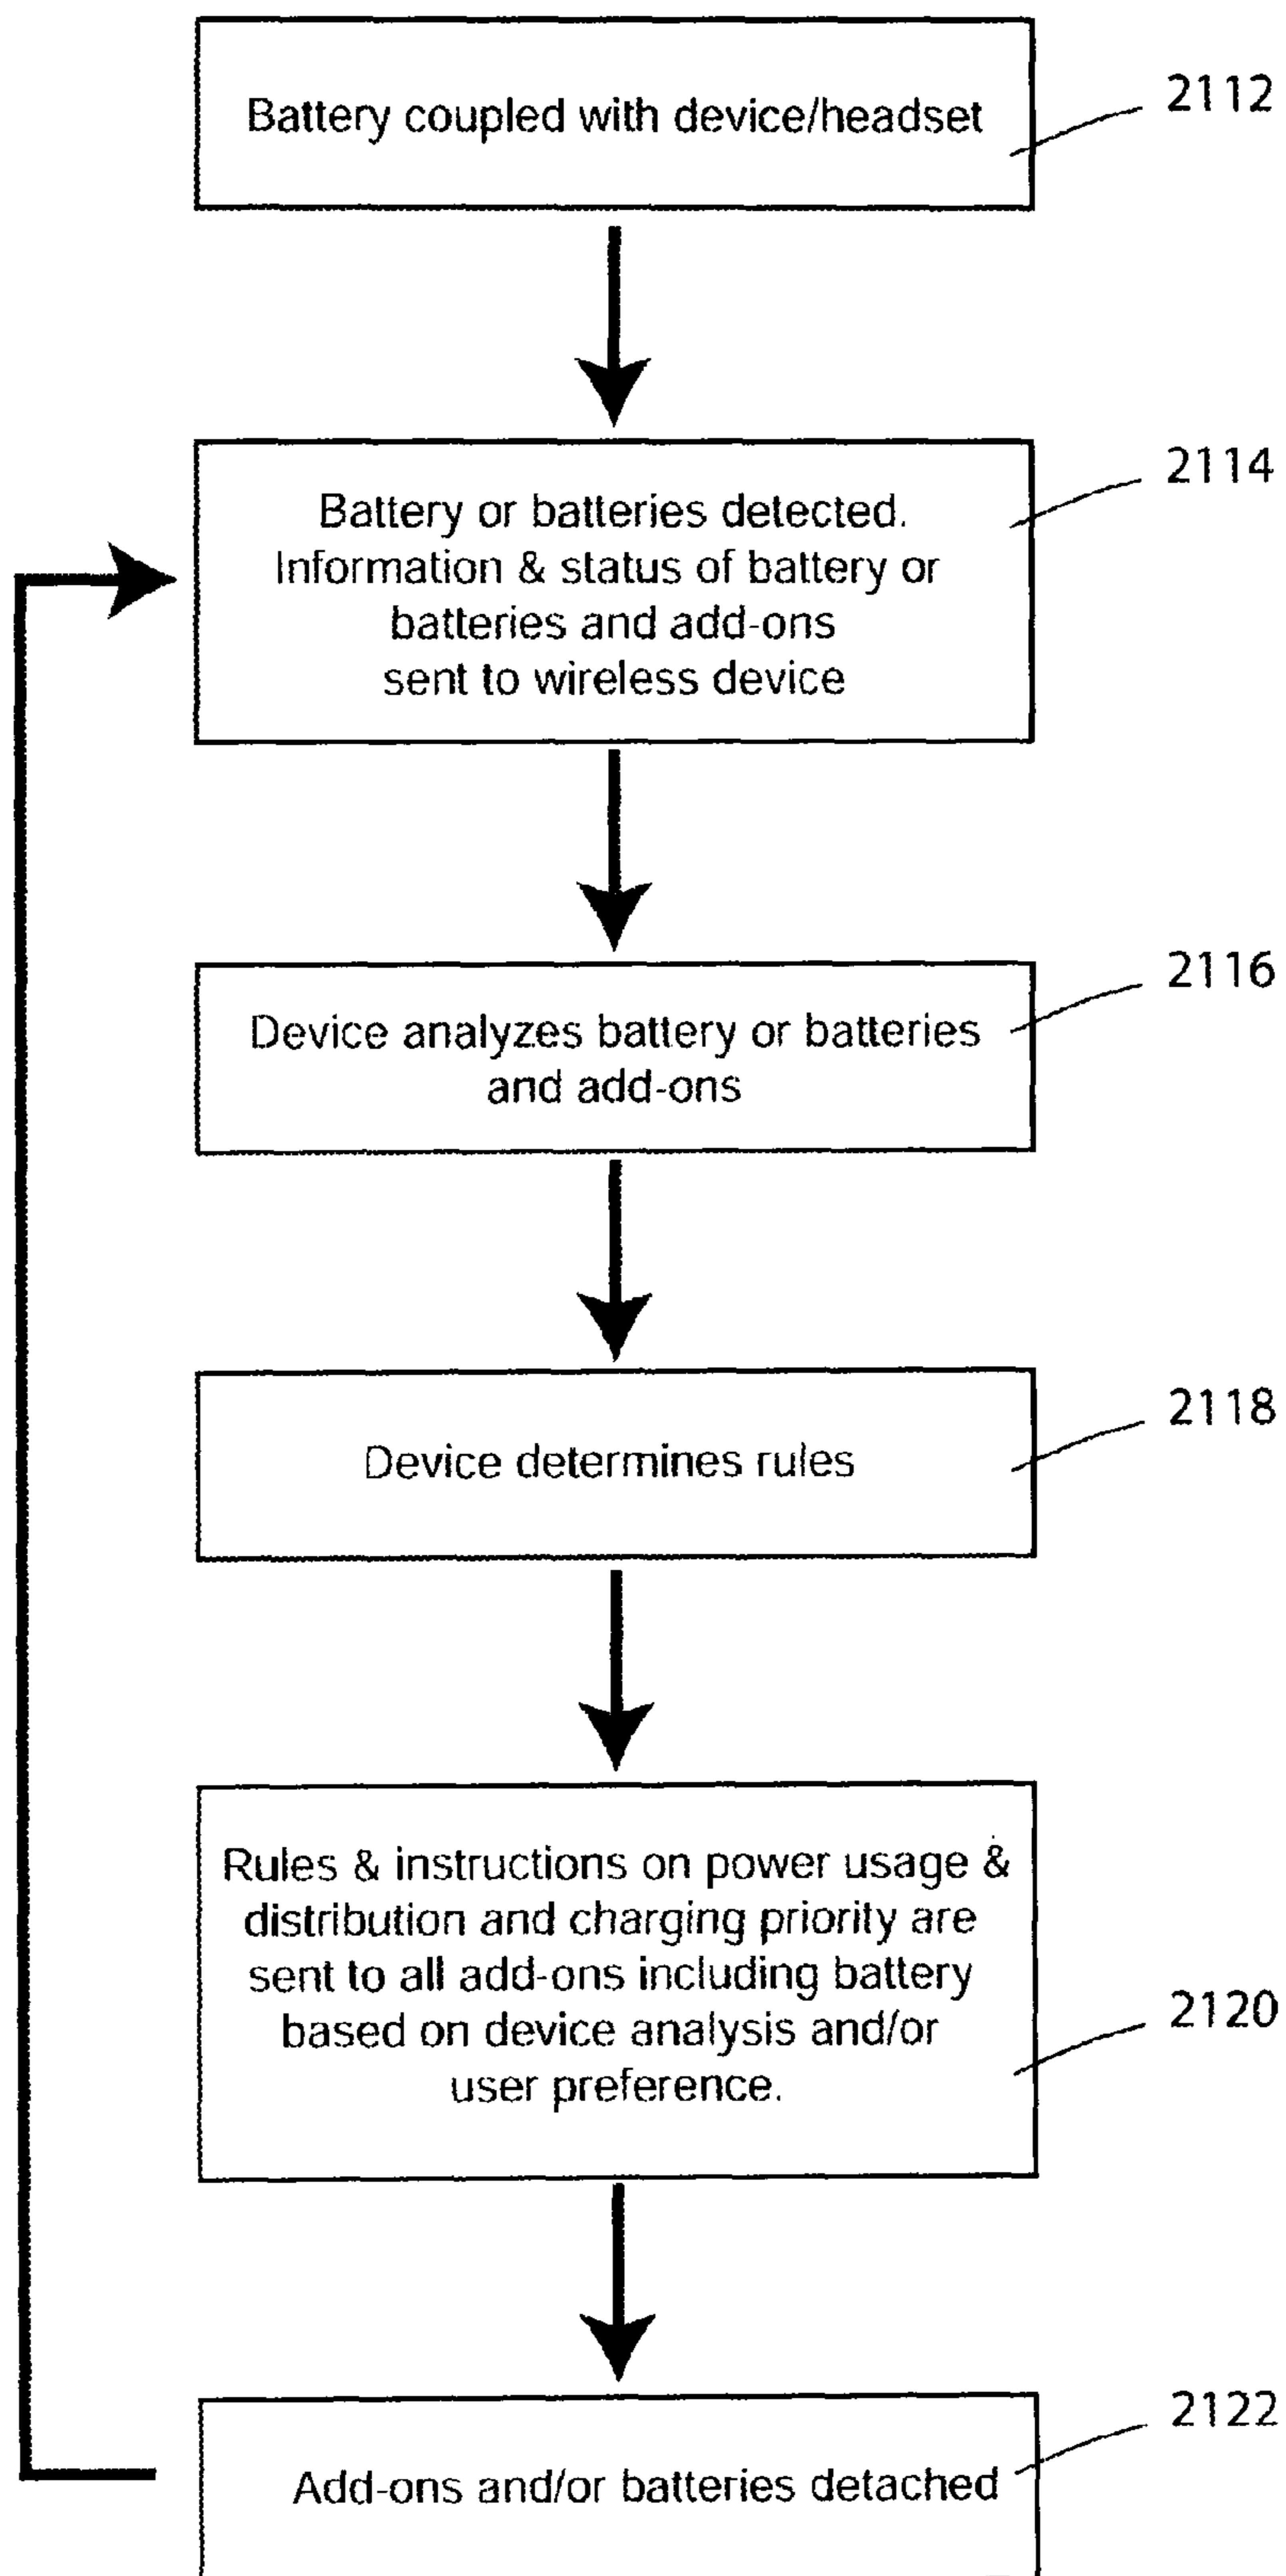 Battery coupled with device/headset
2112
Battery or batteries detected.
Information & status of battery or
batteries and add-ons
sent to wireless device
2114
Device analyzes battery or batteries
and add-ons
2116
Device determines rules
2118
Rules & instructions on power usage &
distribution and charging priority are
sent to all add-ons including battery
based on device analysis and/or
user preference.
2120
Add-ons and/or batteries detached
2122